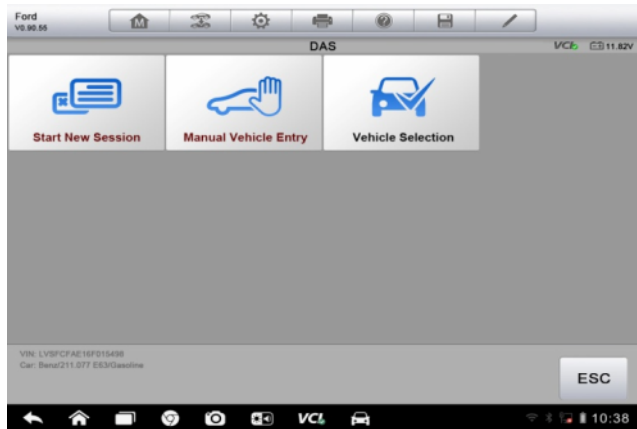 Ford
V0.90.55
DAS
VCI 11.82V
Start New Session
Manual Vehicle Entry
Vehicle Selection
VIN: LVSFCFAE16F015498
Car: Benz/211.077 E63/Gasoline
ESC
VCI
10:38